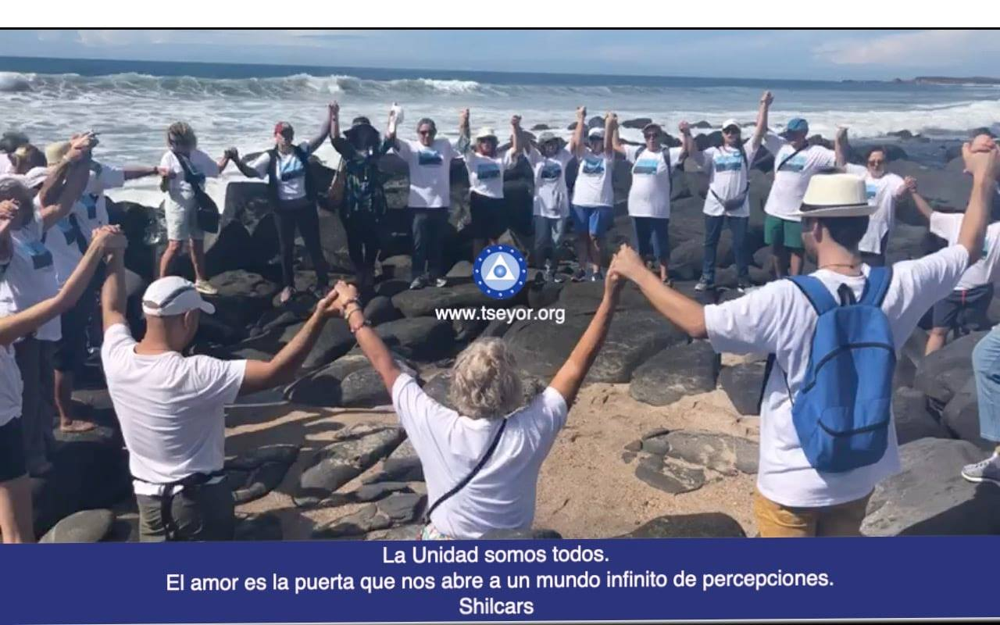 www.tseyor.org
La Unidad somos todos.
El amor es la puerta que nos abre a un mundo infinito de percepciones.
Shilcars